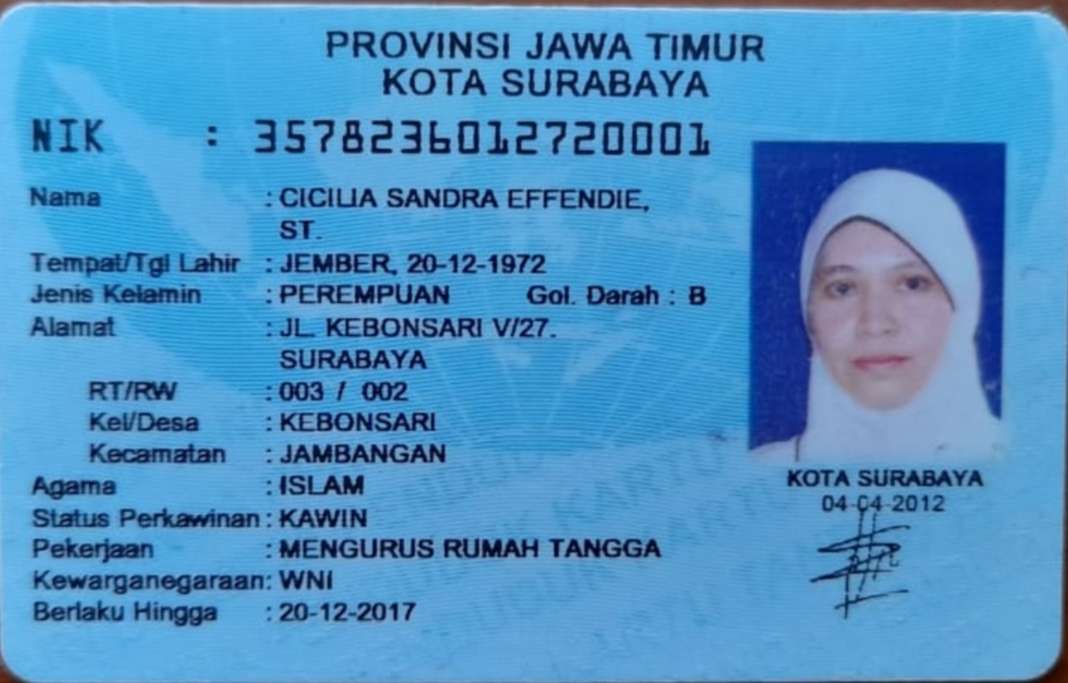 PROVINSI JAWA TIMUR
KOTA SURABAYA
NIK : 3578236012720001
Nama : CICILIA SANDRA EFFENDIE,
ST.
Tempat/Tgl Lahir : JEMBER, 20-12-1972
Jenis Kelamin : PEREMPUAN Gol. Darah : B
Alamat : JL. KEBONSARI V/27.
SURABAYA
RT/RW : 003 / 002
Kel/Desa : KEBONSARI
Kecamatan : JAMBANGAN
Agama : ISLAM
Status Perkawinan : KAWIN
Pekerjaan : MENGURUS RUMAH TANGGA
Kewarganegaraan : WNI
Berlaku Hingga : 20-12-2017
KOTA SURABAYA
04-04-2012